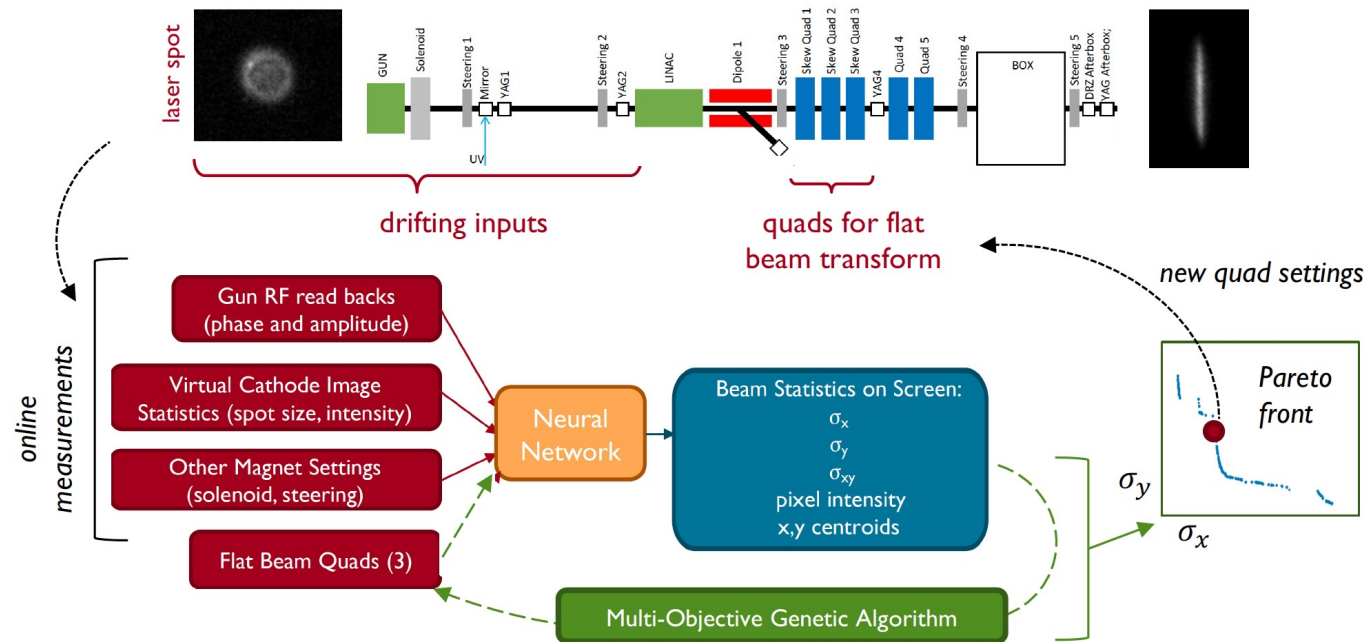 laser spot
GUN
Solenoid
Steering 1
Mirror
YAG1
UV
Steering 2
YAG2
LINAC
Dipole 1
Steering 3
Skew Quad 1
Skew Quad 2
Skew Quad 3
YAG4
Quad 4
Quad 5
Steering 4
BOX
Steering 5
DRZ Afterbox
YAG Afterbox;
drifting inputs
quads for flat
beam transform
new quad settings
online
measurements
Gun RF read backs
(phase and amplitude)
Virtual Cathode Image
Statistics (spot size, intensity)
Other Magnet Settings
(solenoid, steering)
Flat Beam Quads (3)
Neural
Network
Beam Statistics on Screen:
σx
σy
σxy
pixel intensity
x,y centroids
Multi-Objective Genetic Algorithm
Pareto
front
σy
σx